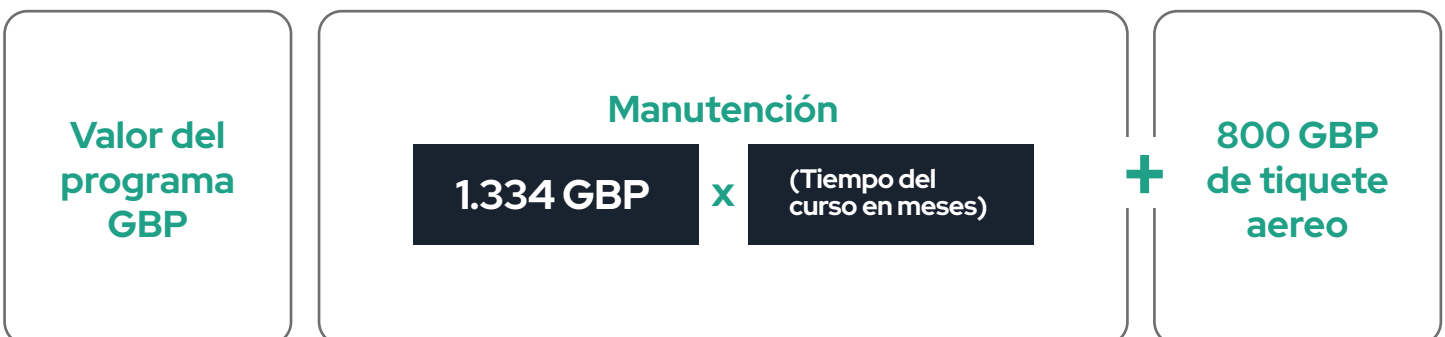 Valor del
programa
GBP
Manutención
1.334 GBP
x
(Tiempo del
curso en meses)
+
800 GBP
de tiquete
aereo